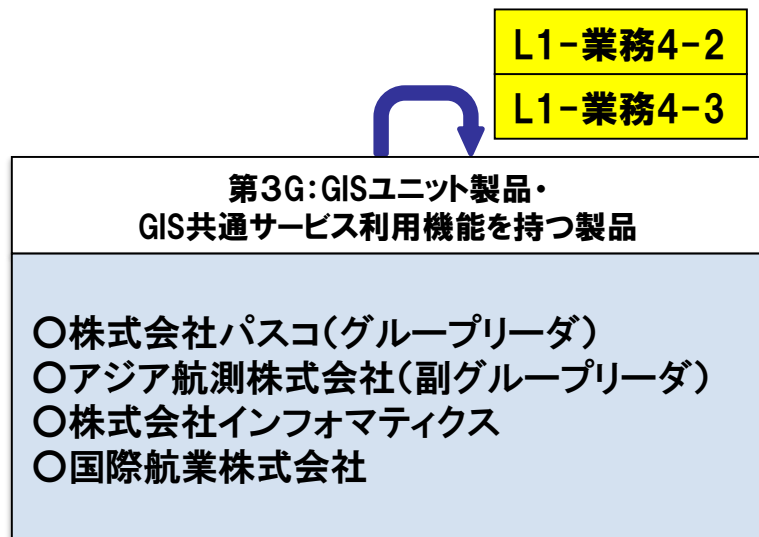 L1-業務4-2
L1-業務4-3
第3G:GISユニット製品・
GIS共通サービス利用機能を持つ製品
○株式会社パスコ(グループリーダ)
○アジア航測株式会社(副グループリーダ)
○株式会社インフォマティクス
○国際航業株式会社